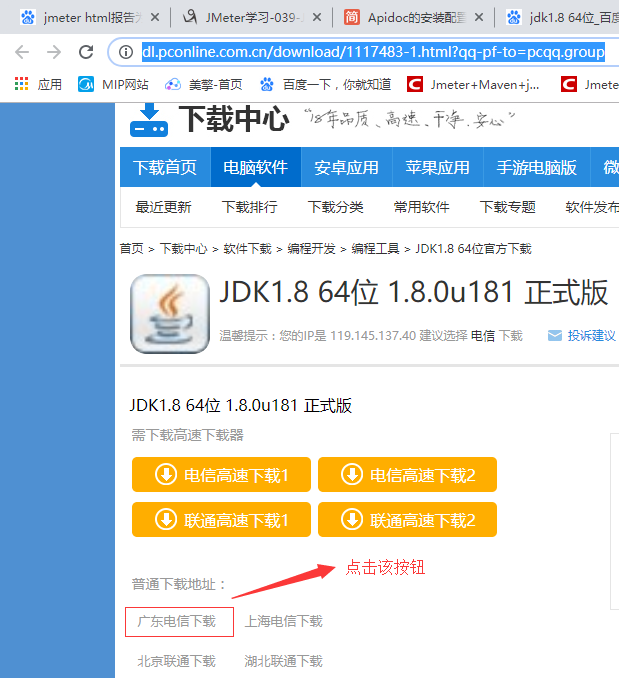 jmeter html报告为 JMeter学习-039-J Apidoc的安装配置 jdk1.8 64位_百度
dl.pconline.com.cn/download/1117483-1.html?qq-pf-to=pcqq.group
应用 MIP网站 美掣-首页 百度一下，你就知道 Jmeter+Maven+j... Jmete
下载中心 “18年品质、高速、干净、安心”
下载首页 电脑软件 安卓应用 苹果应用 手游电脑版 微
最近更新 下载排行 下载分类 常用软件 下载专题 软件发布
首页 > 下载中心 > 软件下载 > 编程开发 > 编程工具 > JDK1.8 64位官方下载
JDK1.8 64位 1.8.0u181 正式版
温馨提示：您的IP是 119.145.137.40 建议选择 电信 下载 投诉建议
JDK1.8 64位 1.8.0u181 正式版
需下载高速下载器
电信高速下载1 电信高速下载2
联通高速下载1 联通高速下载2
点击该按钮
普通下载地址：
广东电信下载 上海电信下载
北京联通下载 湖北联通下载